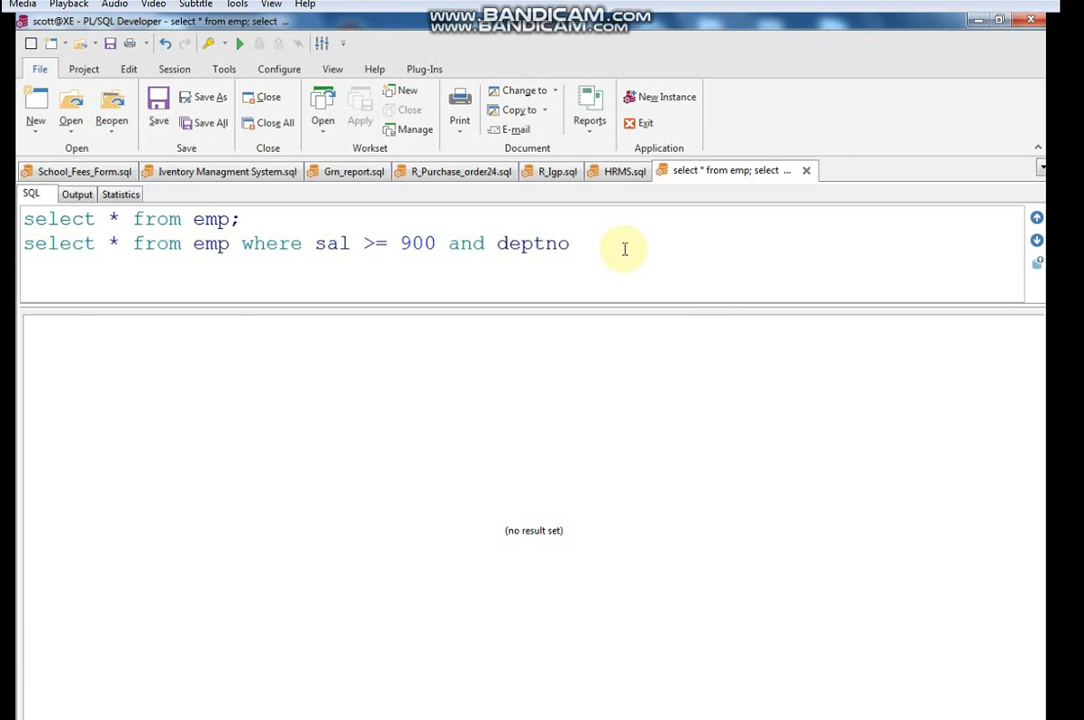 Media Playback Audio Video Subtitle Tools View Help
www.BANDICAM.com
www.BANDICAM.com
scott@XE - PL/SQL Developer - select * from emp; select ...
File Project Edit Session Tools Configure View Help Plug-Ins
New Open Reopen Save Save As Save All Close Close All Open Apply New Close Manage Print Change to Copy to E-mail Reports New Instance Exit
Open Save Close Workset Document Application
School_Fees_Form.sql Iventory Managment System.sql Grn_report.sql R_Purchase_order24.sql R_Igp.sql HRMS.sql select * from emp; select ...
SQL Output Statistics
select * from emp;
select * from emp where sal >= 900 and deptno
(no result set)